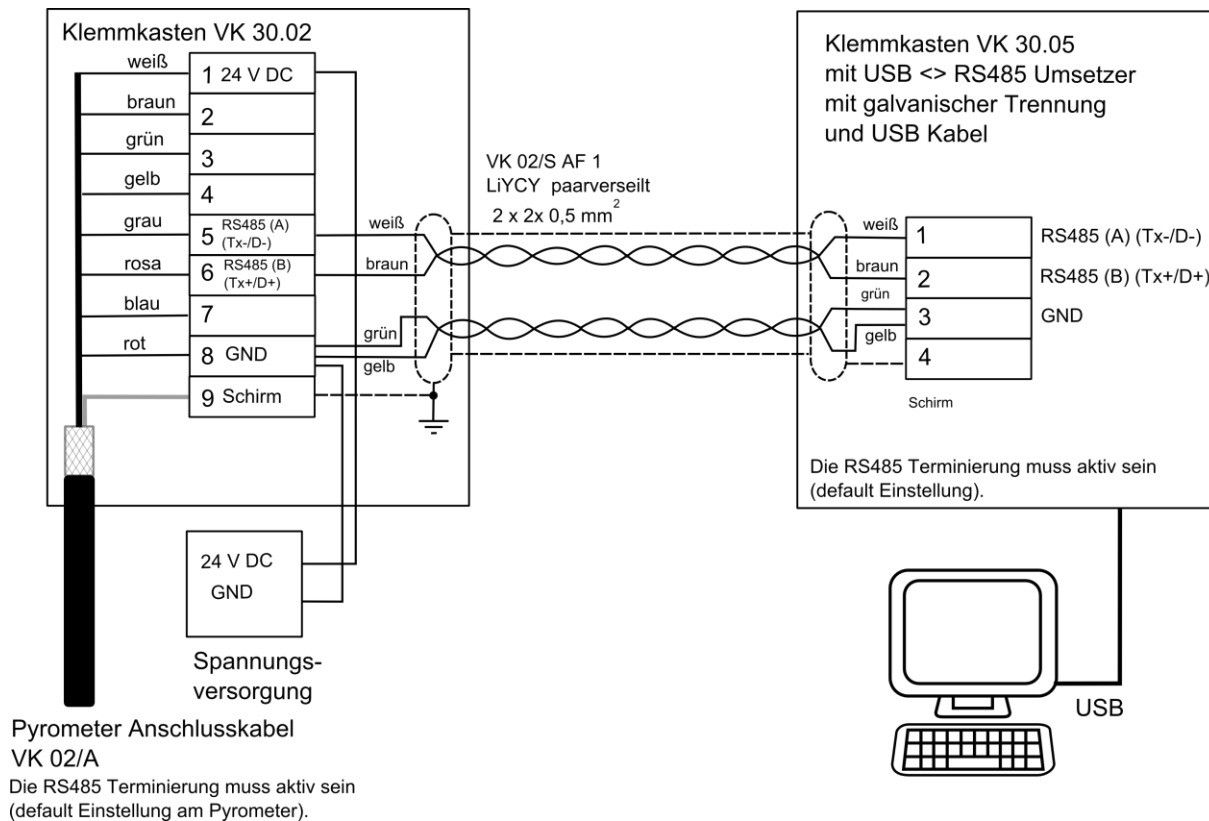 Klemmkasten VK 30.02
weiß
1 24 V DC
braun
2
grün
3
gelb
4
grau
5 RS485 (A)
(Tx-/D-)
rosa
6 RS485 (B)
(Tx+/D+)
blau
7
rot
8 GND
9 Schirm
weiß
braun
grün
gelb
VK 02/S AF 1
LiYCY paarverseilt
2 x 2x 0,5 mm²
Klemmkasten VK 30.05
mit USB <> RS485 Umsetzer
mit galvanischer Trennung
und USB Kabel
weiß
1
RS485 (A) (Tx-/D-)
braun
2
RS485 (B) (Tx+/D+)
grün
3
GND
gelb
4
Schirm
Die RS485 Terminierung muss aktiv sein
(default Einstellung).
24 V DC
GND
Spannungs-
versorgung
USB
Pyrometer Anschlusskabel
VK 02/A
Die RS485 Terminierung muss aktiv sein
(default Einstellung am Pyrometer).